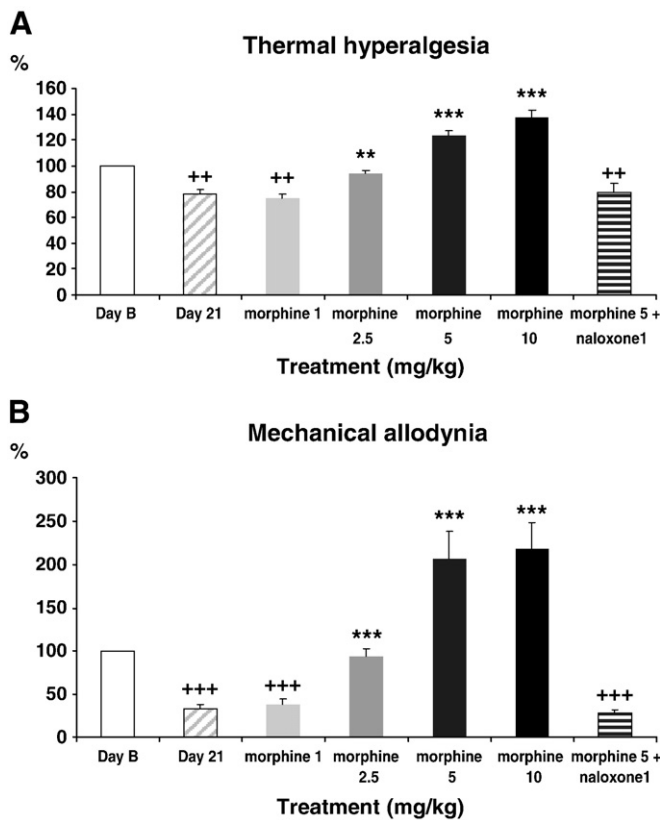 A
Thermal hyperalgesia
%
160
140
120
100
80
60
40
20
0
++
++
**
***
***
++
Day B
Day 21
morphine 1
morphine
2.5
morphine
5
morphine
10
morphine 5 +
naloxone1
Treatment (mg/kg)
B
Mechanical allodynia
%
300
250
200
150
100
50
0
+++
+++
***
***
***
+++
Day B
Day 21
morphine 1
morphine
2.5
morphine
5
morphine
10
morphine 5 +
naloxone1
Treatment (mg/kg)